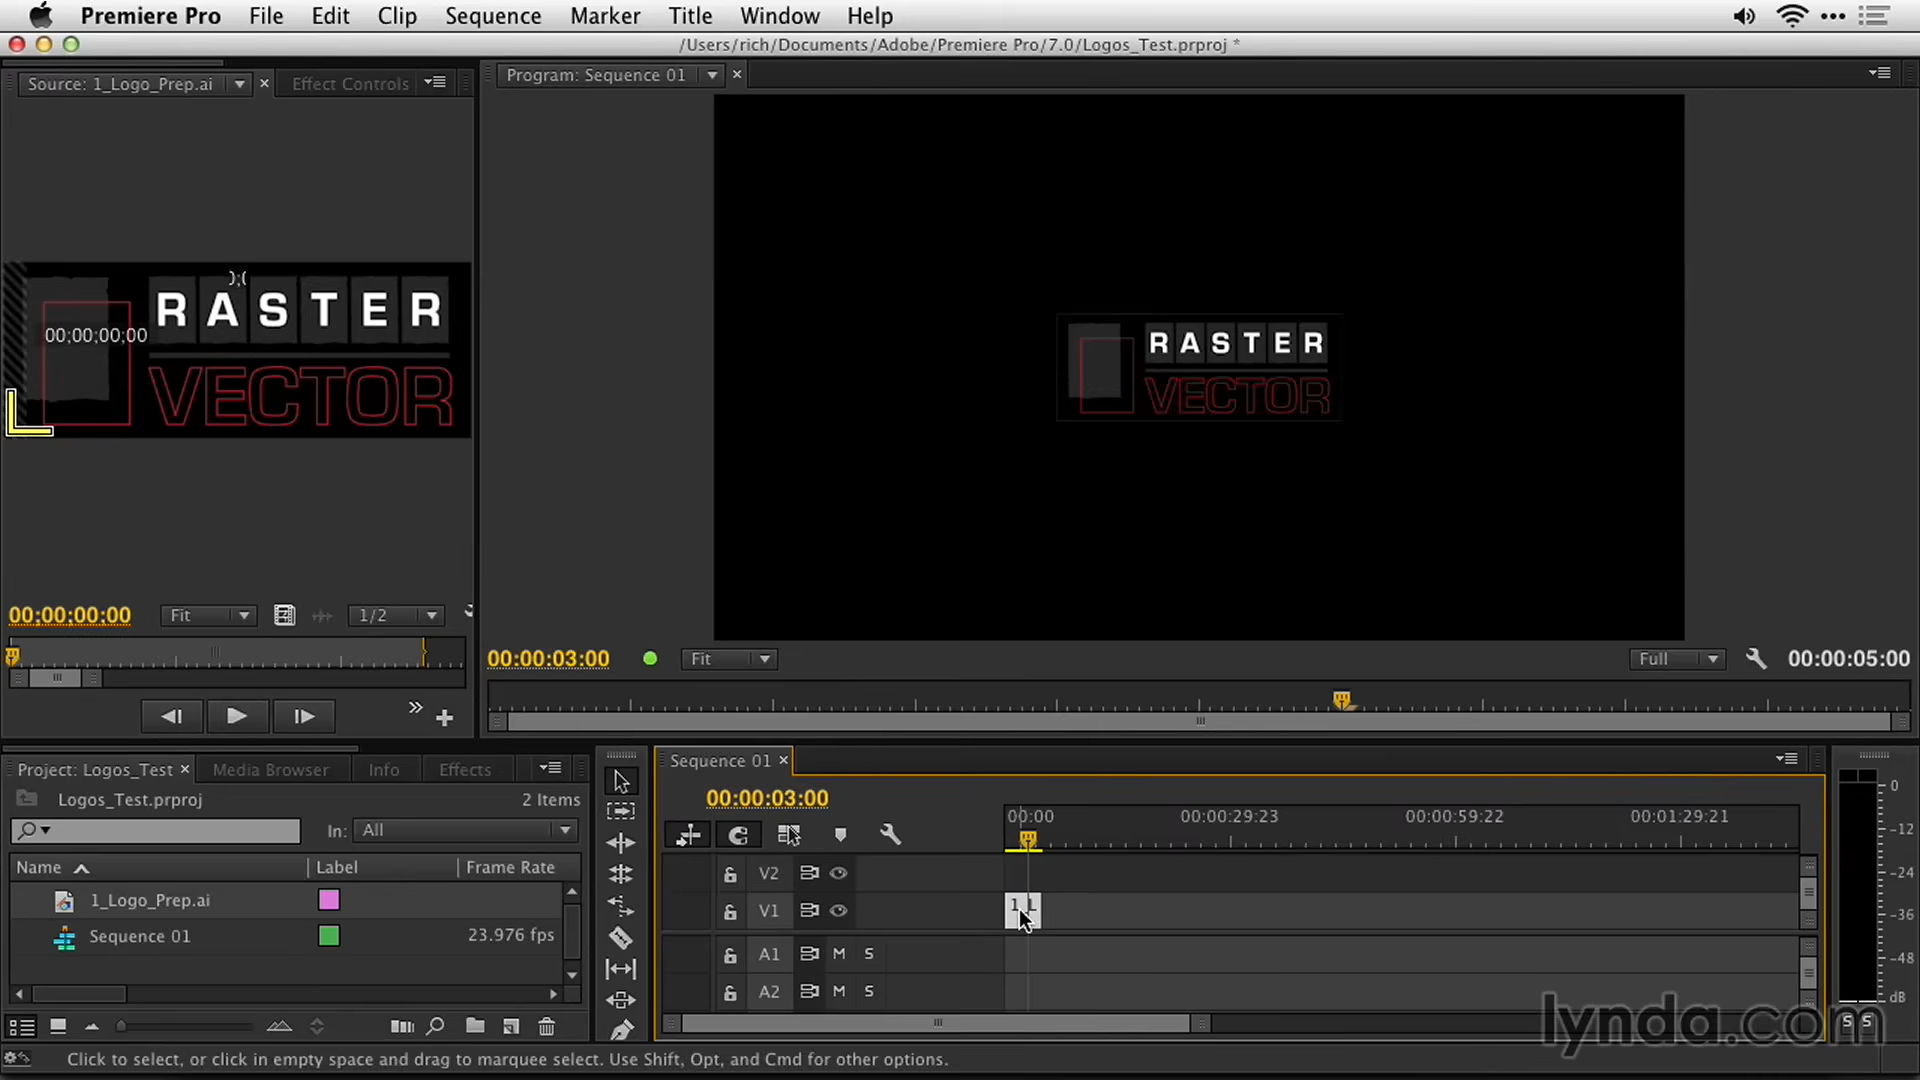 Premiere Pro File Edit Clip Sequence Marker Title Window Help
/Users/rich/Documents/Adobe/Premiere Pro/7.0/Logos_Test.prproj *
Source: 1_Logo_Prep.ai × Effect Controls
Program: Sequence 01 ×
RASTER
00;00;00;00
VECTOR
RASTER
VECTOR
00;00;00;00 Fit 1/2
00:00:03:00 Fit Full 00:00:05:00
Project: Logos_Test × Media Browser Info Effects
Logos_Test.prproj 2 Items
In: All
Name Label Frame Rate
1_Logo_Prep.ai
Sequence 01 23.976 fps
Sequence 01 ×
00:00:03:00
00:00 00:00:29:23 00:00:59:22 00:01:29:21
V2
V1 1_L
A1 M S
A2 M S
0
-12
-24
-36
-48
dB
S S
lynda.com
Click to select, or click in empty space and drag to marquee select. Use Shift, Opt, and Cmd for other options.